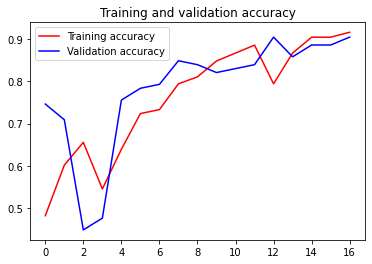 Training and validation accuracy
Training accuracy
Validation accuracy
0.9
0.8
0.7
0.6
0.5
0 2 4 6 8 10 12 14 16